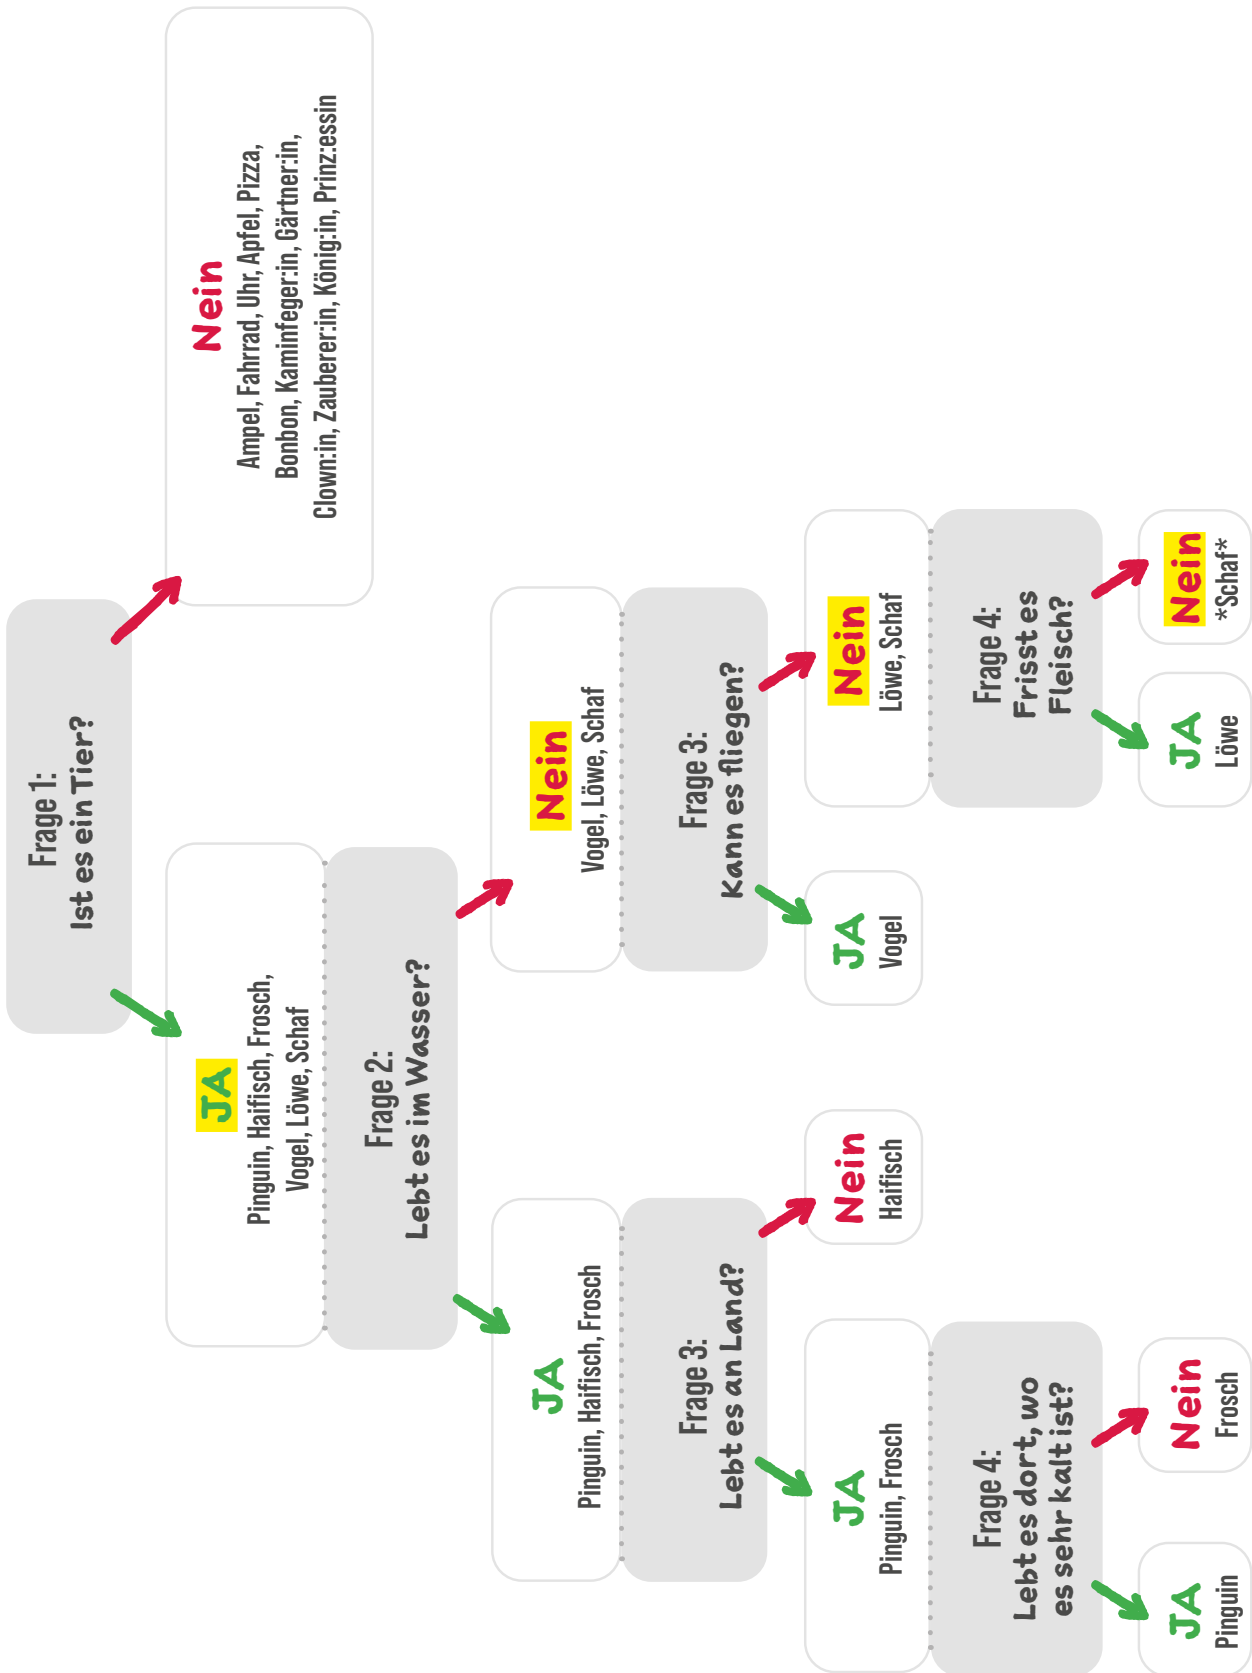 Frage 1:
Ist es ein Tier?
JA
Pinguin, Haifisch, Frosch,
Vogel, Löwe, Schaf
Nein
Ampel, Fahrrad, Uhr, Apfel, Pizza,
Bonbon, Kaminfeger:in, Gärtner:in,
Clown:in, Zauberer:in, König:in, Prinz:essin
Frage 2:
Lebt es im Wasser?
JA
Pinguin, Haifisch, Frosch
Nein
Vogel, Löwe, Schaf
Frage 3:
Lebt es an Land?
Frage 3:
Kann es fliegen?
JA
Pinguin, Frosch
Nein
Haifisch
JA
Vogel
Nein
Löwe, Schaf
Frage 4:
Lebt es dort, wo
es sehr kalt ist?
Frage 4:
Frisst es
Fleisch?
JA
Pinguin
Nein
Frosch
JA
Löwe
Nein
*Schaf*